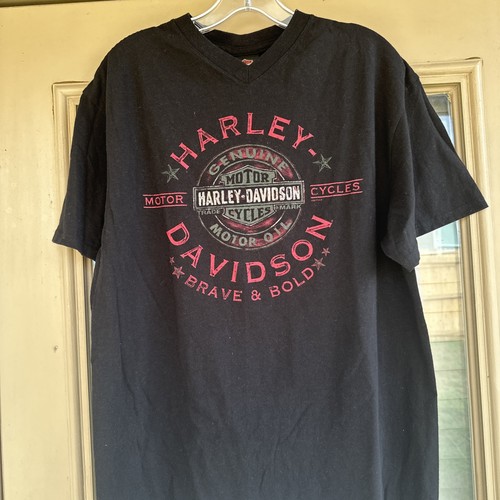 HARLEY-
GENUINE
MOTOR
MOTOR HARLEY-DAVIDSON CYCLES
TRADE MARK
CYCLES
MOTOR OIL
DAVIDSON
BRAVE & BOLD